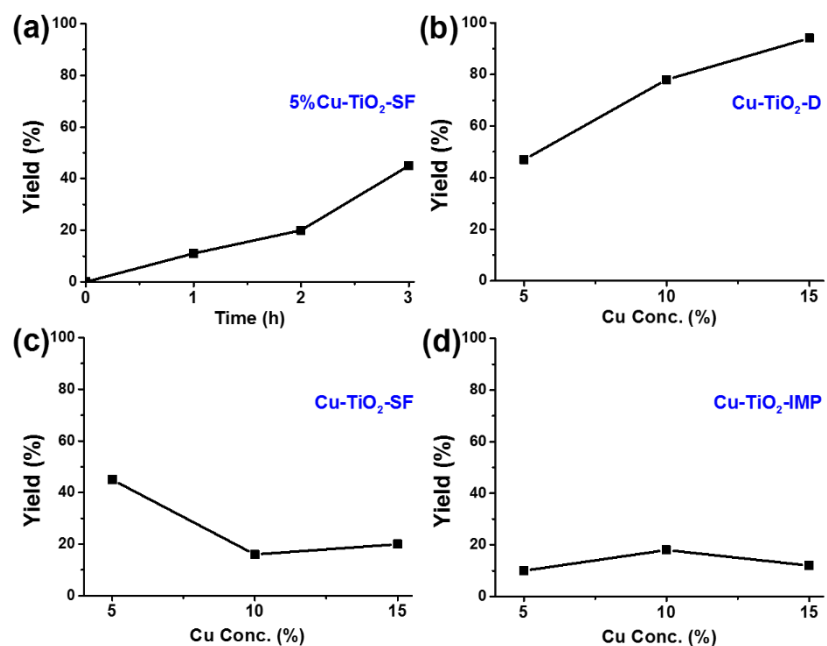 (a)
100
80
60
40
20
0
Yield (%)
5%Cu-TiO₂-SF
0 1 2 3
Time (h)
(b)
100
80
60
40
20
0
Yield (%)
Cu-TiO₂-D
5 10 15
Cu Conc. (%)
(c)
100
80
60
40
20
0
Yield (%)
Cu-TiO₂-SF
5 10 15
Cu Conc. (%)
(d)
100
80
60
40
20
0
Yield (%)
Cu-TiO₂-IMP
5 10 15
Cu Conc. (%)